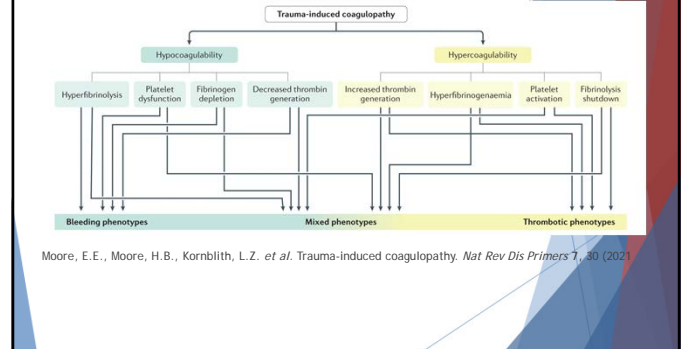 Trauma-induced coagulopathy
Hypocoagulability
Hypercoagulability
Hyperfibrinolysis
Platelet
dysfunction
Fibrinogen
depletion
Decreased thrombin
generation
Increased thrombin
generation
Hyperfibrinogenaemia
Platelet
activation
Fibrinolysis
shutdown
Bleeding phenotypes
Mixed phenotypes
Thrombotic phenotypes
Moore, E.E., Moore, H.B., Kornblith, L.Z. et al. Trauma-induced coagulopathy. Nat Rev Dis Primers 7, 30 (2021